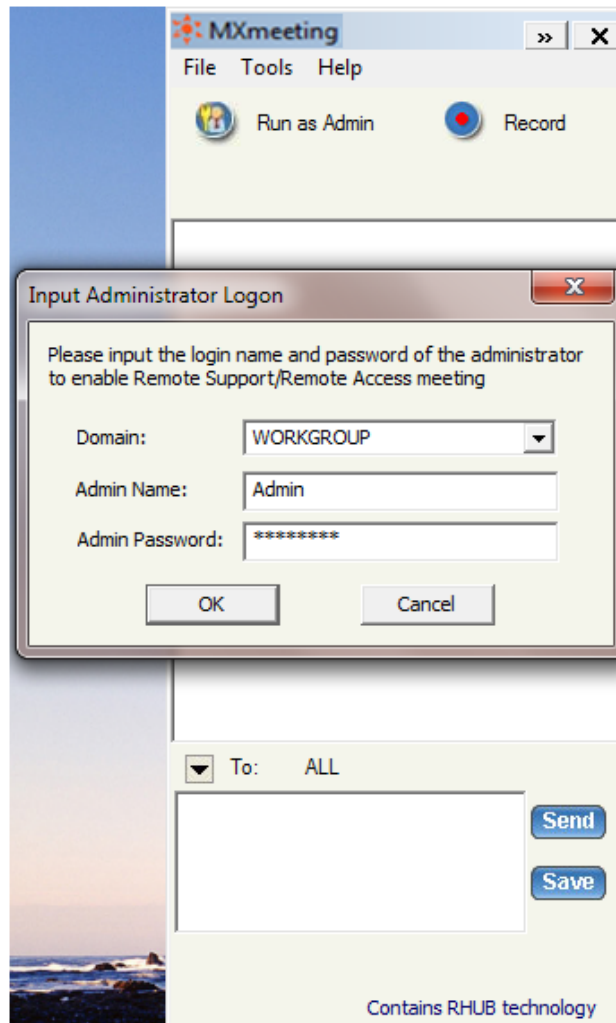 MXmeeting
File Tools Help
Run as Admin Record
Input Administrator Logon
Please input the login name and password of the administrator
to enable Remote Support/Remote Access meeting
Domain: WORKGROUP
Admin Name: Admin
Admin Password: ********
OK Cancel
To: ALL
Send
Save
Contains RHUB technology